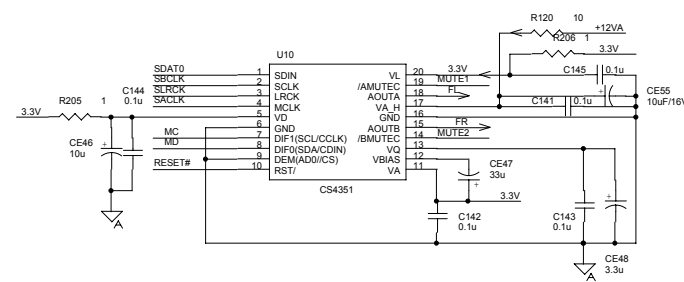 R120 10
+12VA
R206 1
3.3V
U10
SDAT0 1 SDIN VL 20 3.3V
SBCLK 2 SCLK /AMUTEC 19 MUTE1
SLRCK 3 LRCK AOUTA 18 FL
SACLK 4 MCLK VA_H 17
5 VD GND 16
6 GND AOUTB 15 FR
MC 7 DIF1(SCL/CCLK) /BMUTEC 14 MUTE2
MD 8 DIF0(SDA/CDIN) VQ 13
9 DEM(AD0//CS) VBIAS 12
RESET# 10 RST/ VA 11
CS4351
C145 0.1u
C141 0.1u
+
CE55
10uF/16V
3.3V
R205 1
C144
0.1u
CE46
10u
+
A
CE47
33u
+
3.3V
C142
0.1u
C143
0.1u
+
CE48
3.3u
A